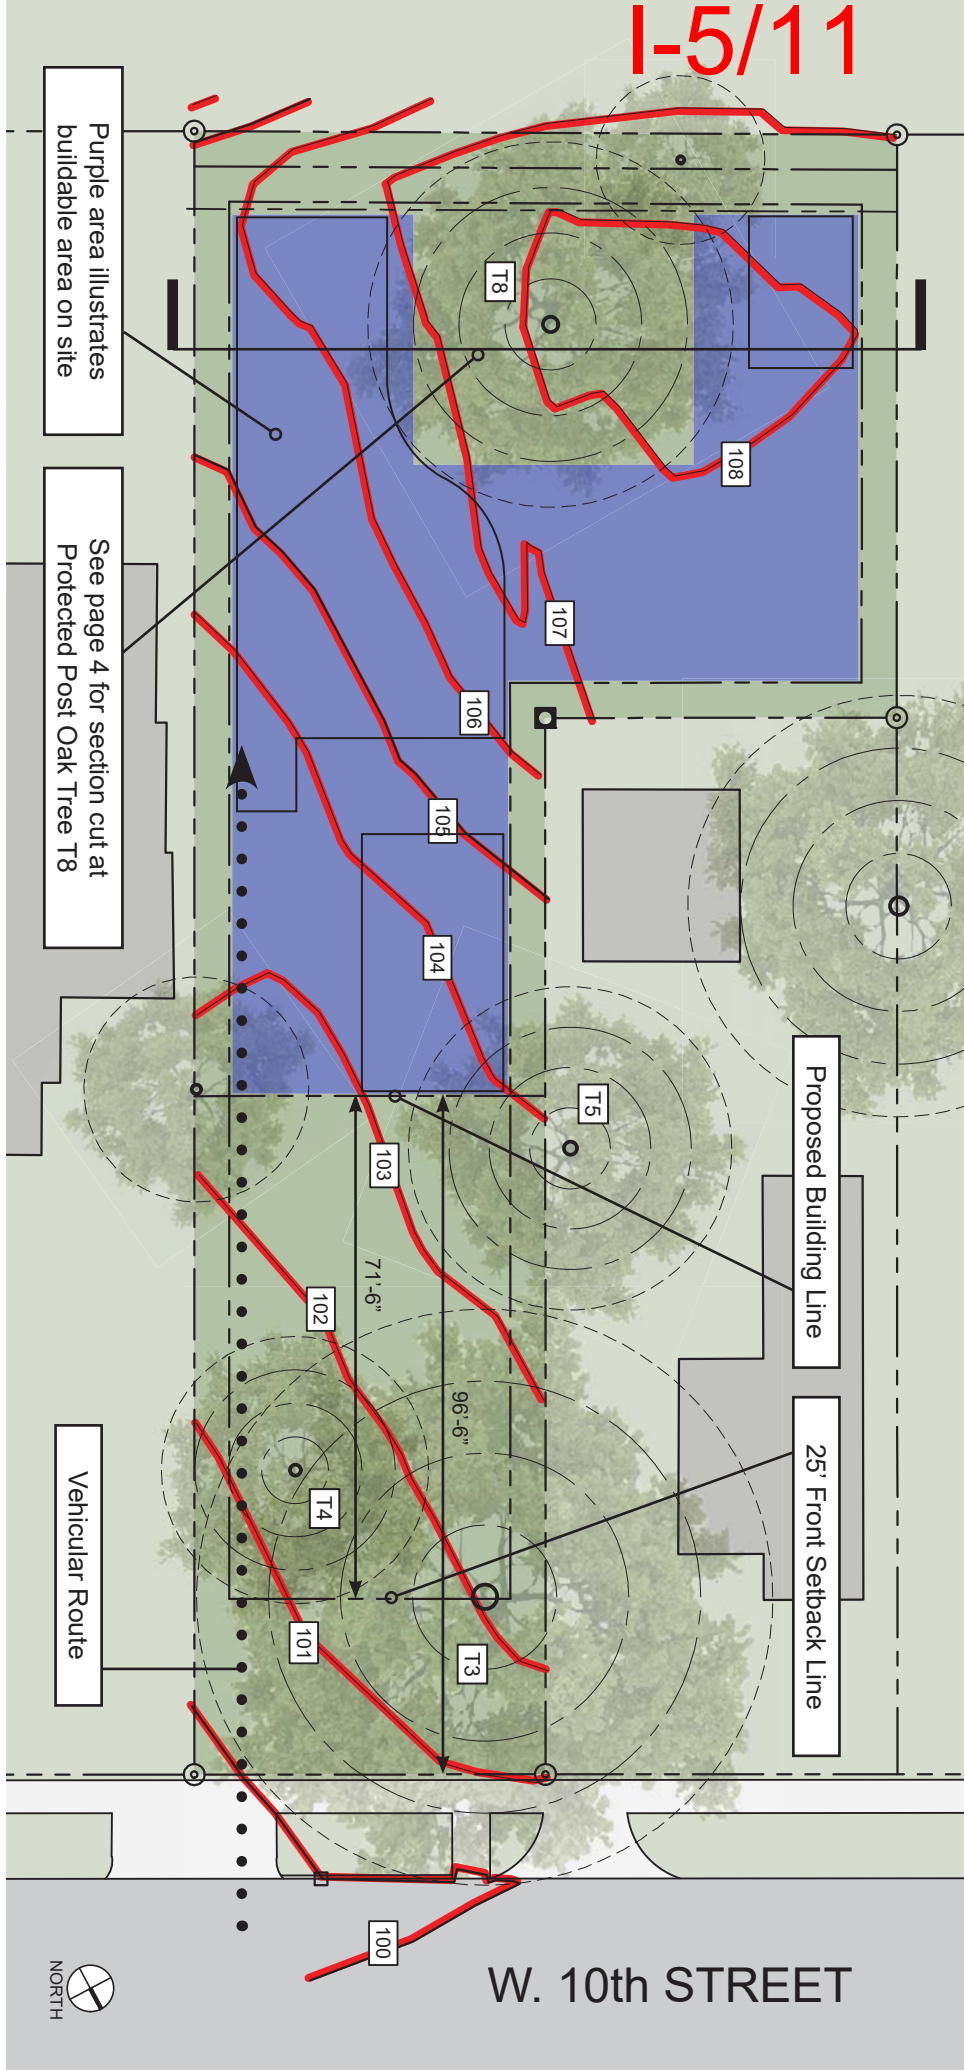 I-5/11
Purple area illustrates
buildable area on site
T8
108
See page 4 for section cut at
Protected Post Oak Tree T8
107
106
105
104
Proposed Building Line
T5
103
71'-6”
102
96'-6”
25' Front Setback Line
T4
Vehicular Route
101
T3
100
W. 10th STREET
NORTH